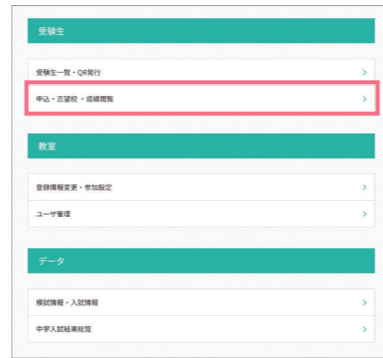 受験生
受験生一覧・QR発行
申込・志望校・成績閲覧
教室
登録情報変更・参加設定
ユーザ管理
データ
模試情報・入試情報
中学入試結果総覧